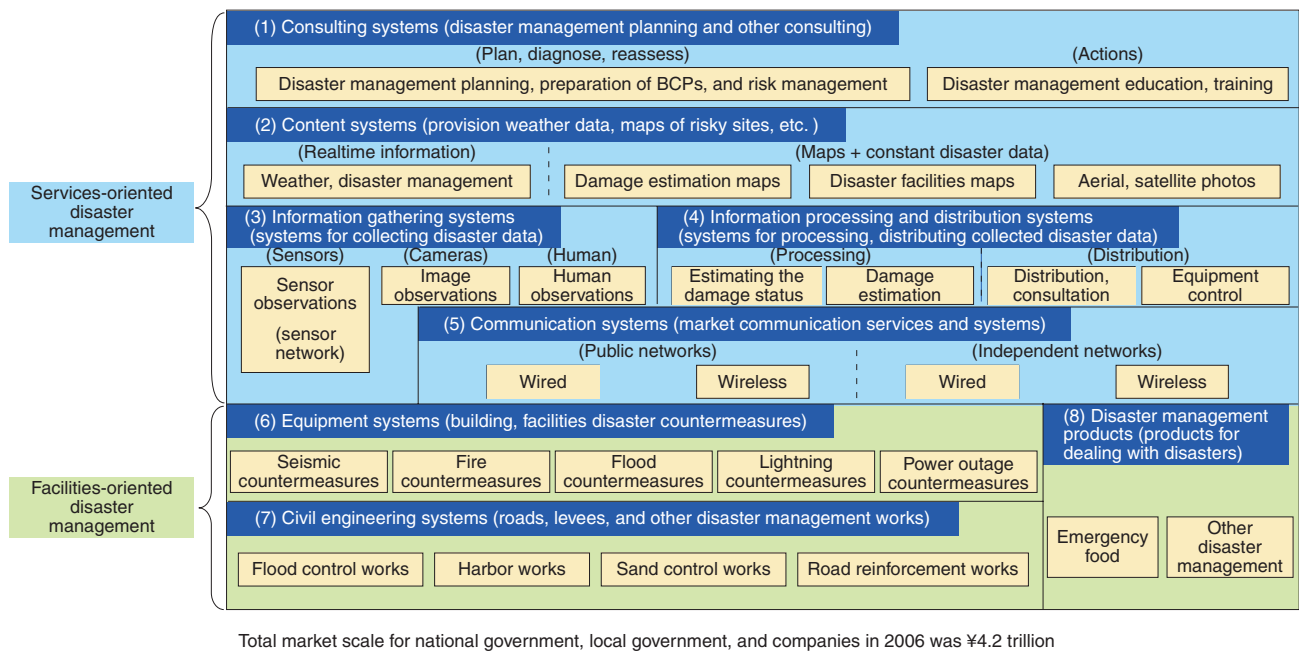 (1) Consulting systems (disaster management planning and other consulting)
(Plan, diagnose, reassess)
(Actions)
Disaster management planning, preparation of BCPs, and risk management
Disaster management education, training
(2) Content systems (provision weather data, maps of risky sites, etc. )
(Realtime information)
(Maps + constant disaster data)
Weather, disaster management
Damage estimation maps
Disaster facilities maps
Aerial, satellite photos
Services-oriented
disaster
management
(3) Information gathering systems
(systems for collecting disaster data)
(Sensors)
(Cameras)
(Human)
Sensor
observations
(sensor
network)
Image
observations
Human
observations
(4) Information processing and distribution systems
(systems for processing, distributing collected disaster data)
(Processing)
(Distribution)
Estimating the
damage status
Damage
estimation
Distribution,
consultation
Equipment
control
(5) Communication systems (market communication services and systems)
(Public networks)
(Independent networks)
Wired
Wireless
Wired
Wireless
Facilities-oriented
disaster
management
(6) Equipment systems (building, facilities disaster countermeasures)
Seismic
countermeasures
Fire
countermeasures
Flood
countermeasures
Lightning
countermeasures
Power outage
countermeasures
(7) Civil engineering systems (roads, levees, and other disaster management works)
Flood control works
Harbor works
Sand control works
Road reinforcement works
(8) Disaster management
products (products for
dealing with disasters)
Emergency
food
Other
disaster
management
Total market scale for national government, local government, and companies in 2006 was ¥4.2 trillion